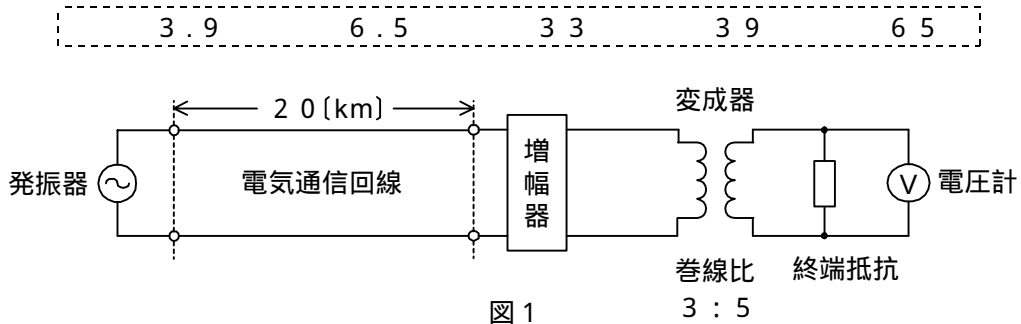 3.9 6.5 33 39 65
20〔km〕
変成器
発振器
電気通信回線
増幅器
V
電圧計
巻線比
3:5
終端抵抗
図1